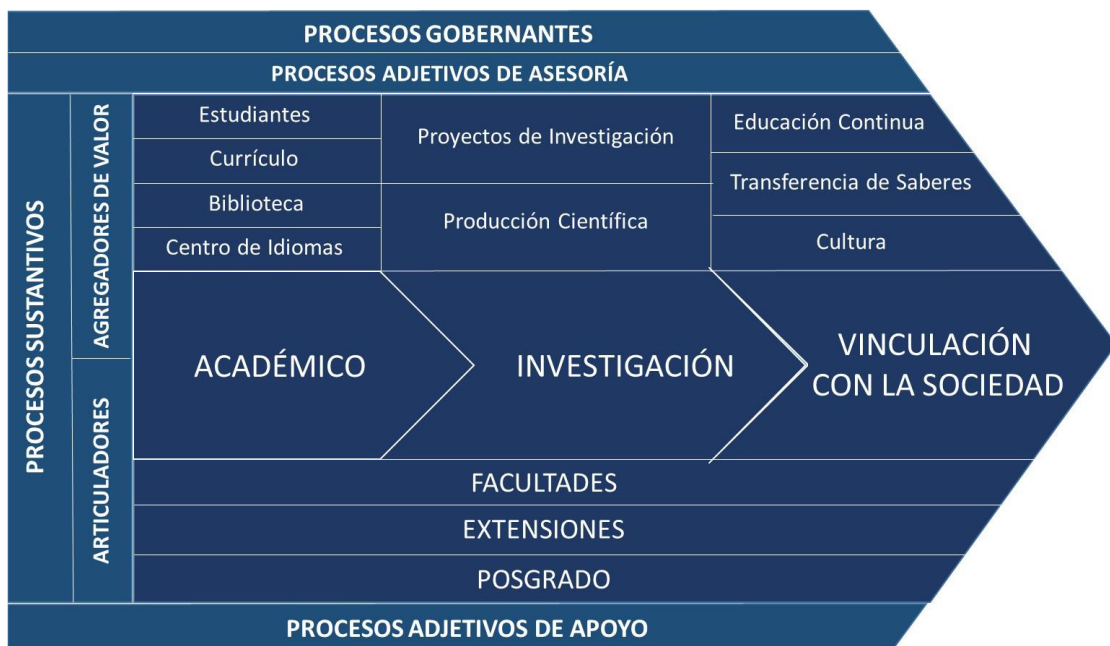 PROCESOS GOBERNANTES
PROCESOS ADJETIVOS DE ASESORÍA
PROCESOS SUSTANTIVOS
AGREGADORES DE VALOR
ARTICULADORES
Estudiantes
Currículo
Biblioteca
Centro de Idiomas
Proyectos de Investigación
Producción Científica
Educación Continua
Transferencia de Saberes
Cultura
ACADÉMICO
INVESTIGACIÓN
VINCULACIÓN
CON LA SOCIEDAD
FACULTADES
EXTENSIONES
POSGRADO
PROCESOS ADJETIVOS DE APOYO